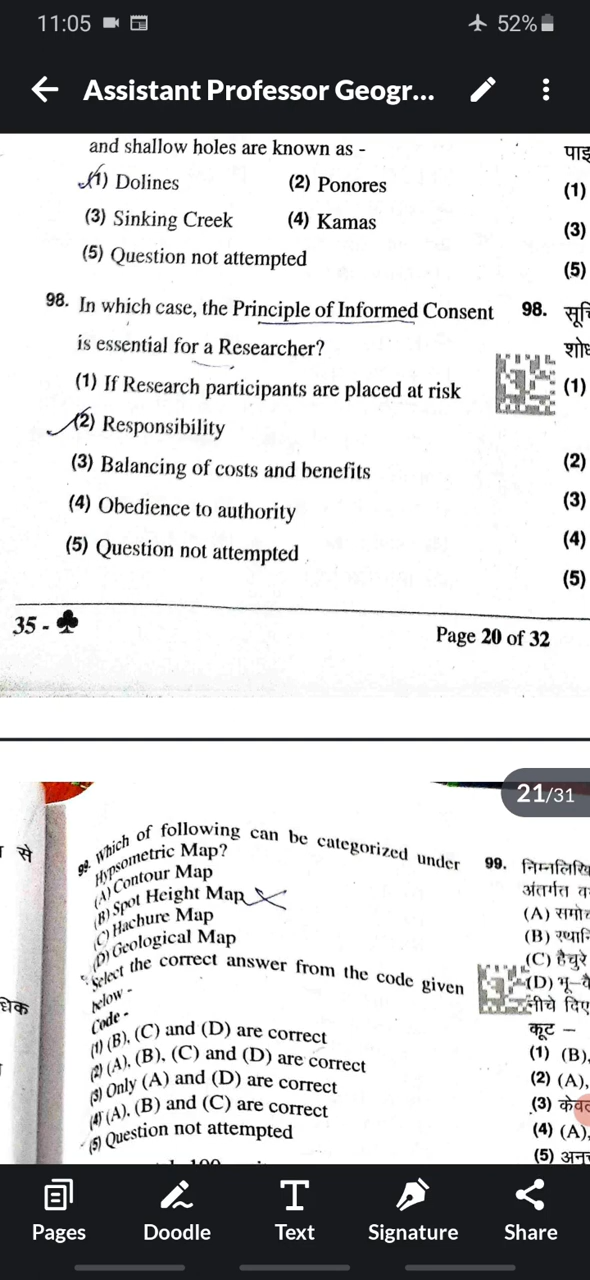 11:05
52%
Assistant Professor Geogr...
and shallow holes are known as -
(1) Dolines (2) Ponores
(3) Sinking Creek (4) Kamas
(5) Question not attempted
98. In which case, the Principle of Informed Consent
is essential for a Researcher?
(1) If Research participants are placed at risk
(2) Responsibility
(3) Balancing of costs and benefits
(4) Obedience to authority
(5) Question not attempted
(1)
(3)
(5)
98.
(1)
(2)
(3)
(4)
(5)
35 - ♣
Page 20 of 32
21/31
से
99. Which of following can be categorized under
Hypsometric Map?
(A) Contour Map
(B) Spot Height Map
(C) Hachure Map
(D) Geological Map
Select the correct answer from the code given
below -
Code -
(1) (B), (C) and (D) are correct
(2) (A), (B), (C) and (D) are correct
(3) Only (A) and (D) are correct
(4) (A), (B) and (C) are correct
(5) Question not attempted
99.
(A)
(B)
(C) हैचुरे
(D)
नीचे
कूट –
(1) (B),
(2) (A),
(3)
(4) (A),
(5)
Pages
Doodle
Text
Signature
Share